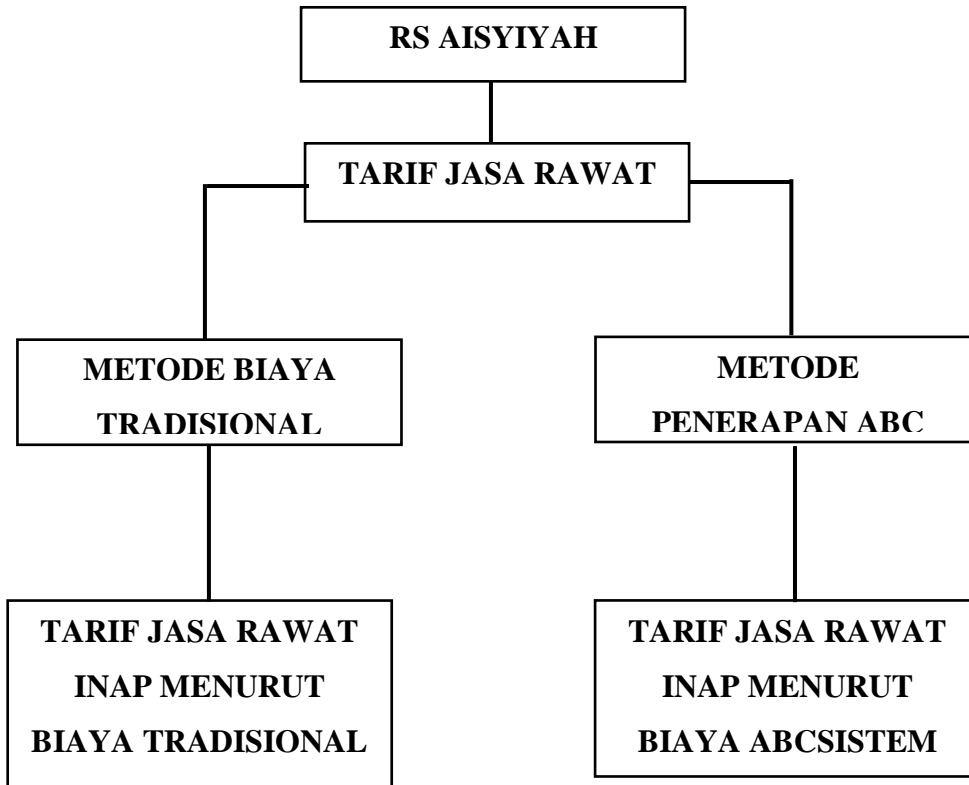 RS AISYIYAH
TARIF JASA RAWAT
METODE BIAYA
TRADISIONAL
METODE
PENERAPAN ABC
TARIF JASA RAWAT
INAP MENURUT
BIAYA TRADISIONAL
TARIF JASA RAWAT
INAP MENURUT
BIAYA ABCSISTEM